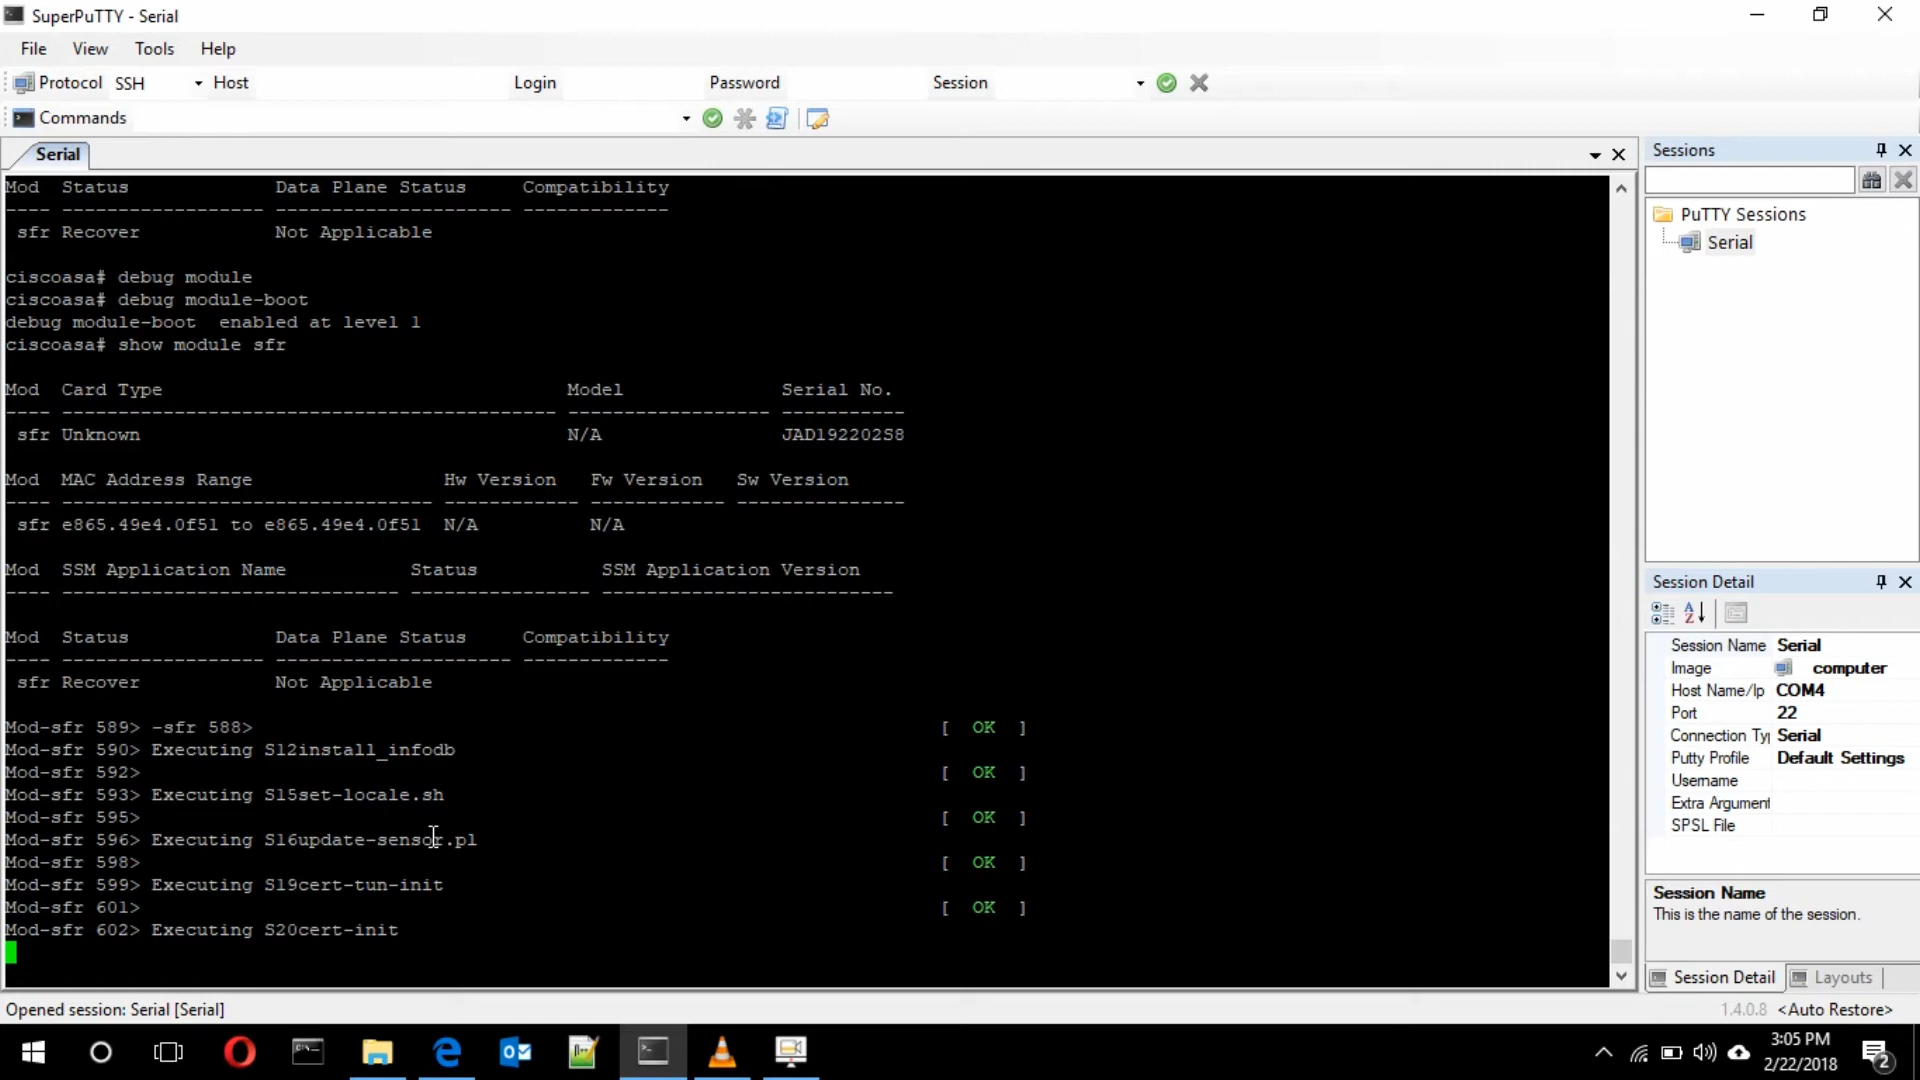 SuperPuTTY - Serial
File View Tools Help
Protocol SSH Host Login Password Session
Commands
Serial
Mod  Status             Data Plane Status     Compatibility
---- ------------------ --------------------- -------------
 sfr Recover            Not Applicable
ciscoasa# debug module
ciscoasa# debug module-boot
debug module-boot  enabled at level 1
ciscoasa# show module sfr
Mod  Card Type                                    Model              Serial No.
---- -------------------------------------------- ------------------ -----------
 sfr Unknown                                      N/A                JAD192202S8
Mod  MAC Address Range                 Hw Version   Fw Version   Sw Version
---- --------------------------------- ------------ ------------ ---------------
 sfr e865.49e4.0f51 to e865.49e4.0f51  N/A          N/A
Mod  SSM Application Name           Status           SSM Application Version
---- ------------------------------ ---------------- --------------------------
Mod  Status             Data Plane Status     Compatibility
---- ------------------ --------------------- -------------
 sfr Recover            Not Applicable
Mod-sfr 589> -sfr 588> [  OK  ]
Mod-sfr 590> Executing S12install_infodb
Mod-sfr 592> [  OK  ]
Mod-sfr 593> Executing S15set-locale.sh
Mod-sfr 595> [  OK  ]
Mod-sfr 596> Executing S16update-sensor.pl
Mod-sfr 598> [  OK  ]
Mod-sfr 599> Executing S19cert-tun-init
Mod-sfr 601> [  OK  ]
Mod-sfr 602> Executing S20cert-init
Sessions
PuTTY Sessions
Serial
Session Detail
Session Name Serial
Image computer
Host Name/Ip COM4
Port 22
Connection Ty Serial
Putty Profile Default Settings
Username
Extra Argument
SPSL File
Session Name
This is the name of the session.
Session Detail Layouts
Opened session: Serial [Serial]
1.4.0.8 <Auto Restore>
3:05 PM
2/22/2018
2